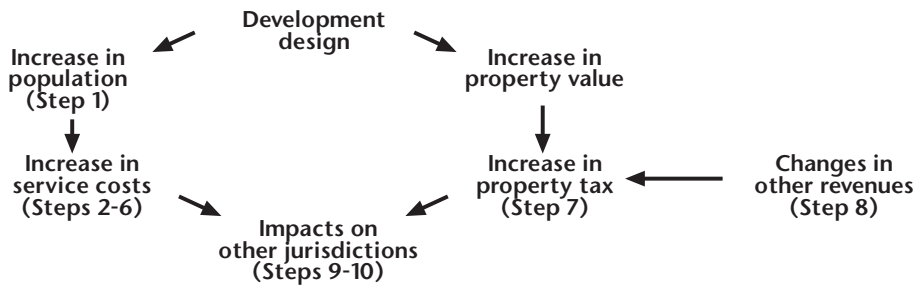 Development
design
Increase in
population
(Step 1)
Increase in
property value
Increase in
service costs
(Steps 2-6)
Increase in
property tax
(Step 7)
Changes in
other revenues
(Step 8)
Impacts on
other jurisdictions
(Steps 9-10)